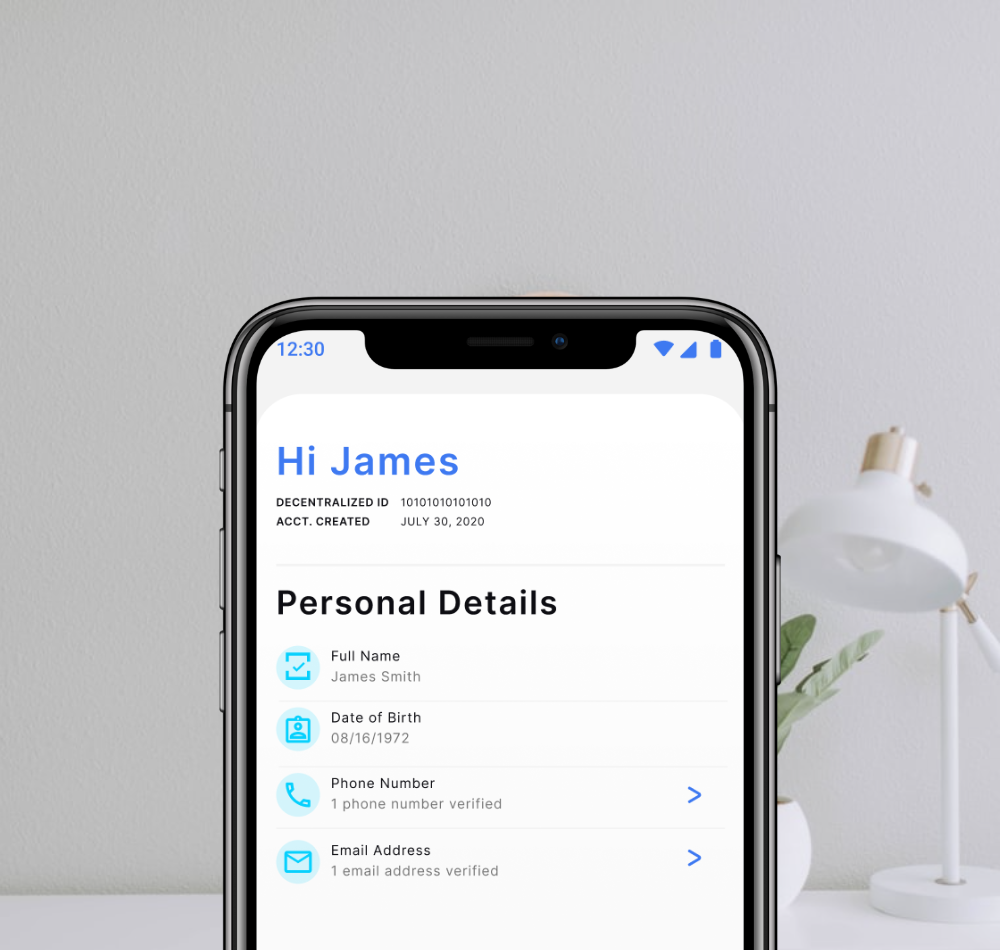 12:30
Hi James
DECENTRALIZED ID 10101010101010
ACCT. CREATED JULY 30, 2020
Personal Details
Full Name
James Smith
Date of Birth
08/16/1972
Phone Number
1 phone number verified
>
Email Address
1 email address verified
>